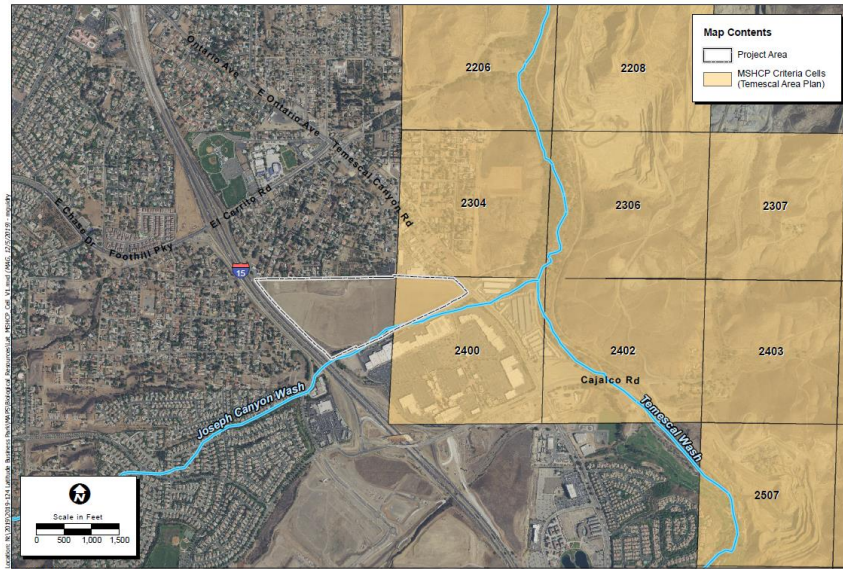 Map Contents
Project Area
MSHCP Criteria Cells
(Temescal Area Plan)
2206
2208
Ontario Ave
E Ontario Ave
Temescal Canyon Rd
El Cerrito Rd
E Chase Dr
Foothill Pky
2304
2306
2307
15
2400
2402
2403
Cajalco Rd
Joseph Canyon Wash
Temescal Wash
2507
N
Scale in Feet
0 500 1,000 1,500